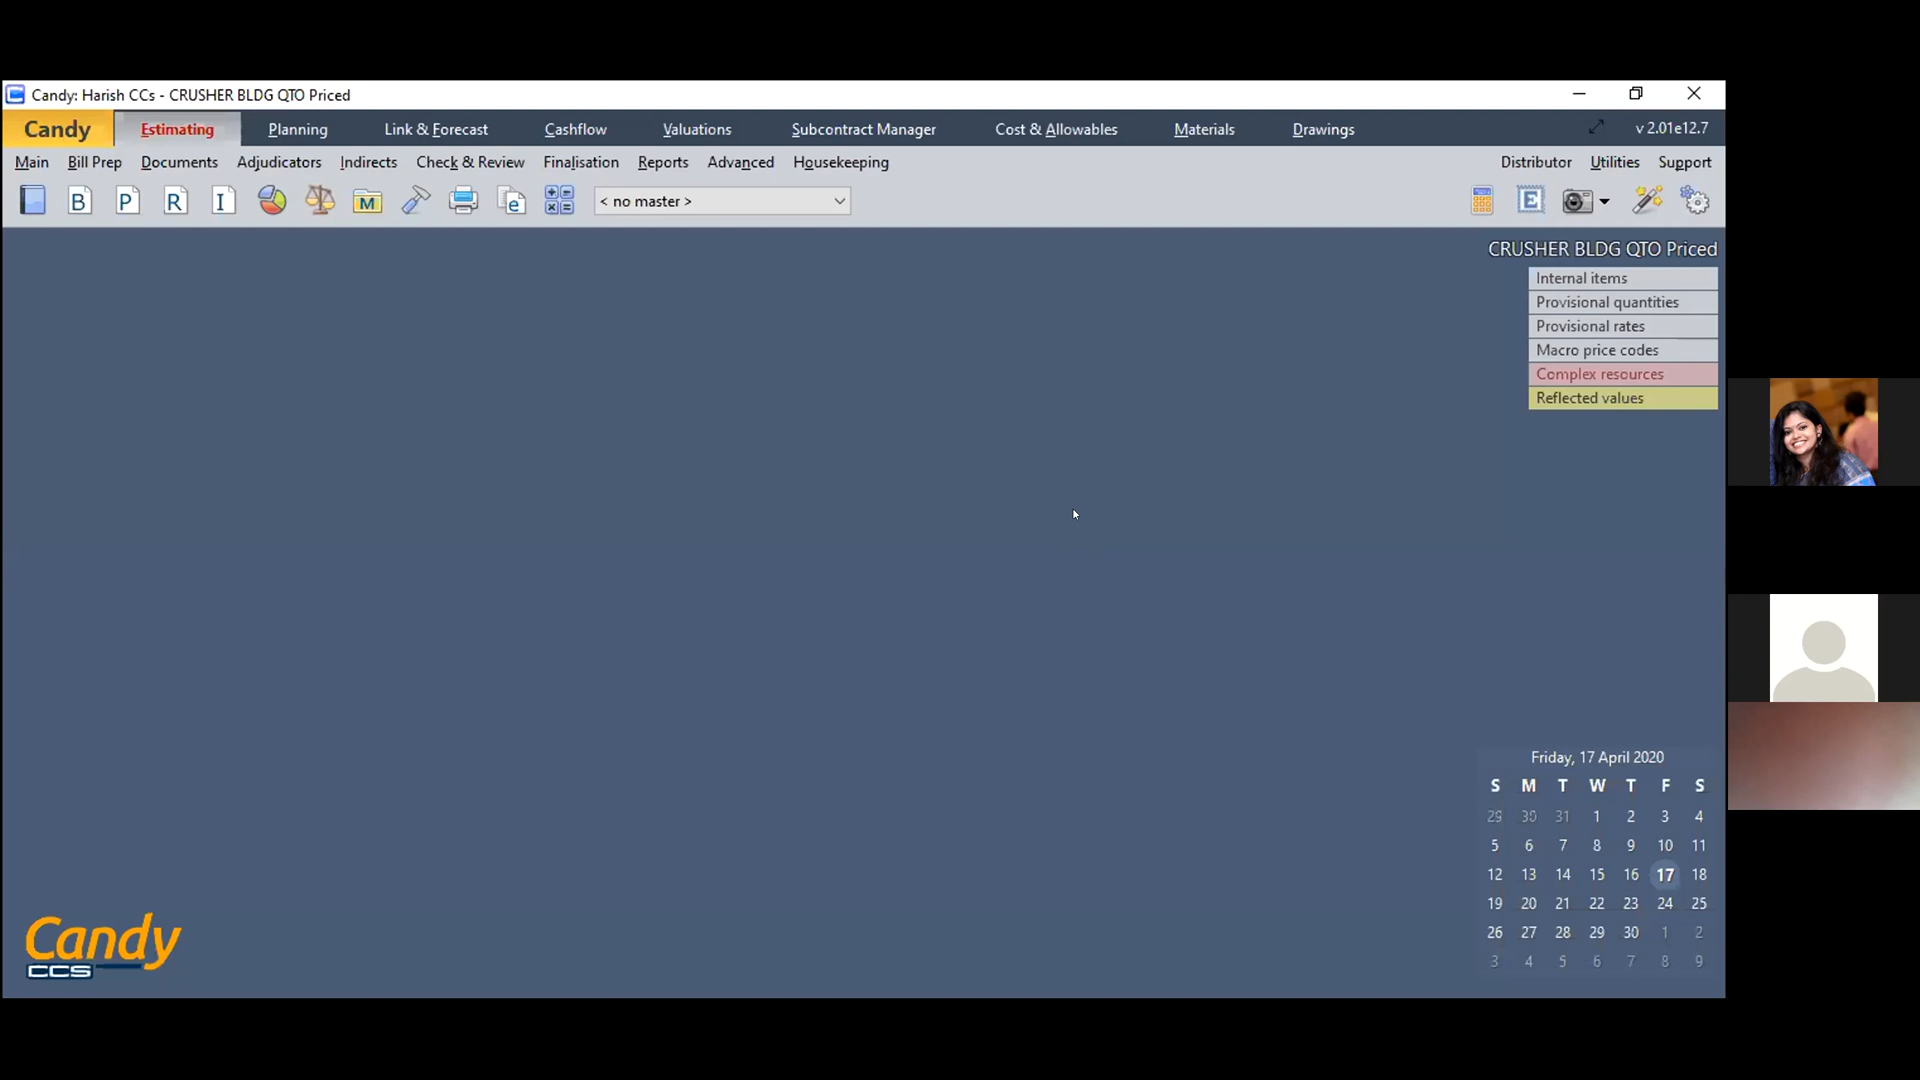 Candy: Harish CCs - CRUSHER BLDG QTO Priced
Candy Estimating Planning Link & Forecast Cashflow Valuations Subcontract Manager Cost & Allowables Materials Drawings v 2.01e12.7
Main Bill Prep Documents Adjudicators Indirects Check & Review Finalisation Reports Advanced Housekeeping Distributor Utilities Support
B P R I M e < no master > E
CRUSHER BLDG QTO Priced
Internal items
Provisional quantities
Provisional rates
Macro price codes
Complex resources
Reflected values
Friday, 17 April 2020
S M T W T F S
29 30 31 1 2 3 4
5 6 7 8 9 10 11
12 13 14 15 16 17 18
19 20 21 22 23 24 25
26 27 28 29 30 1 2
3 4 5 6 7 8 9
Candy
CCS